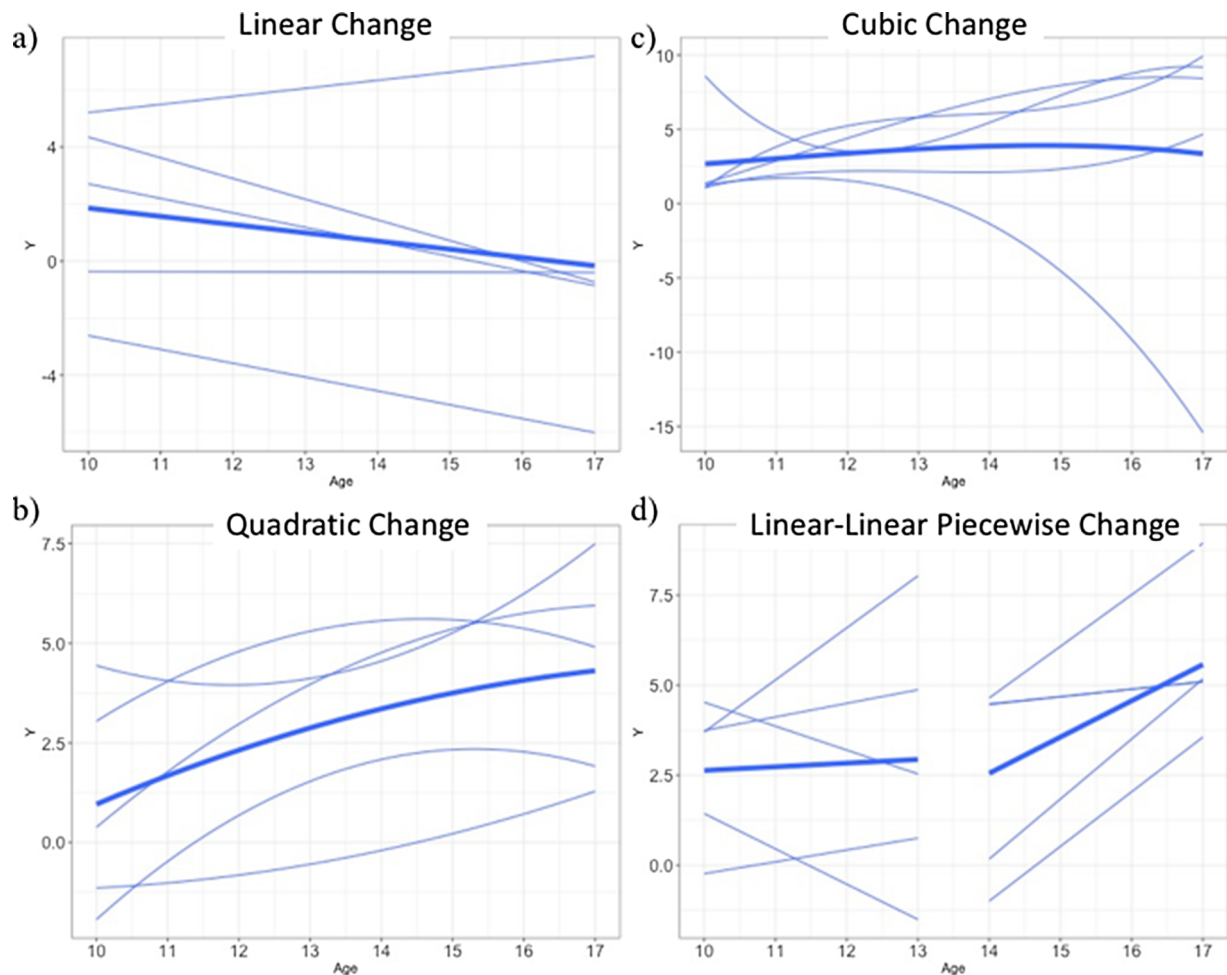 a) Linear Change
4
0
-4
Y
10 11 12 13 14 15 16 17
Age
c) Cubic Change
10
5
0
-5
-10
-15
Y
10 11 12 13 14 15 16 17
Age
b) Quadratic Change
7.5
5.0
2.5
0.0
Y
10 11 12 13 14 15 16 17
Age
d) Linear-Linear Piecewise Change
7.5
5.0
2.5
0.0
Y
10 11 12 13 14 15 16 17
Age